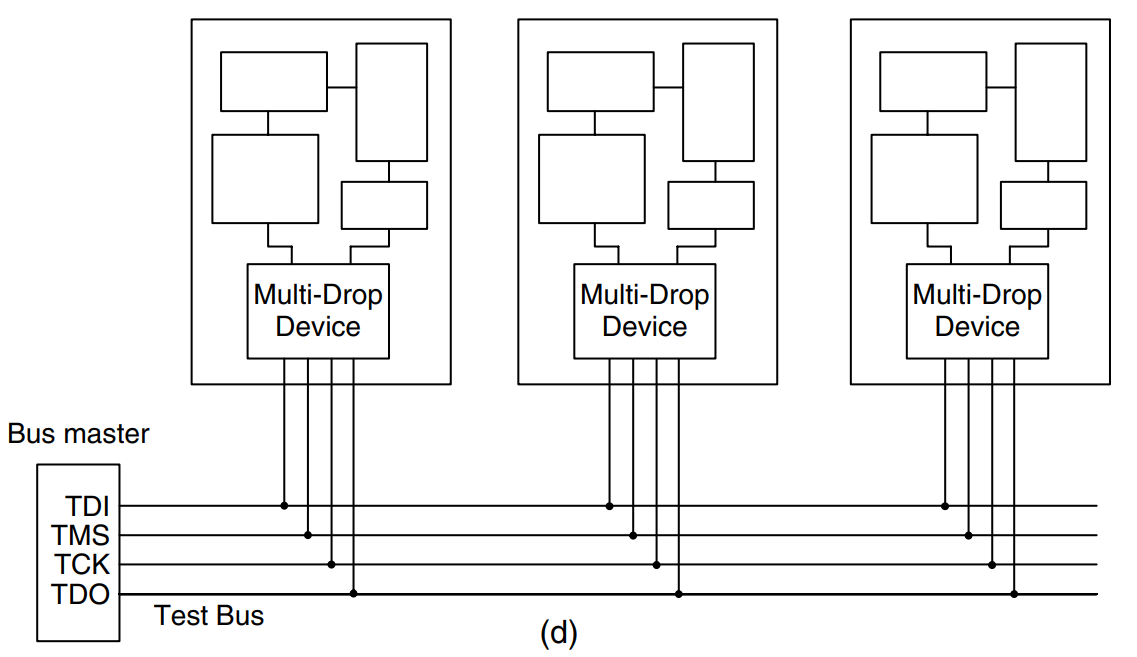 Multi-Drop
Device
Multi-Drop
Device
Multi-Drop
Device
Bus master
TDI
TMS
TCK
TDO
Test Bus
(d)